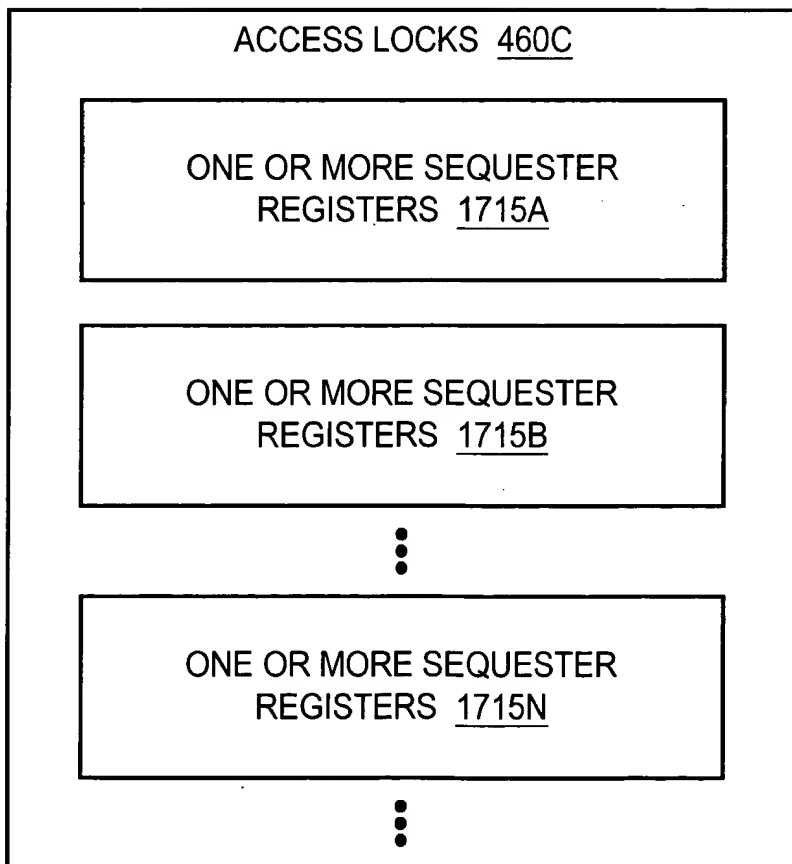 ACCESS LOCKS 460C
ONE OR MORE SEQUESTER
REGISTERS 1715A
ONE OR MORE SEQUESTER
REGISTERS 1715B
ONE OR MORE SEQUESTER
REGISTERS 1715N